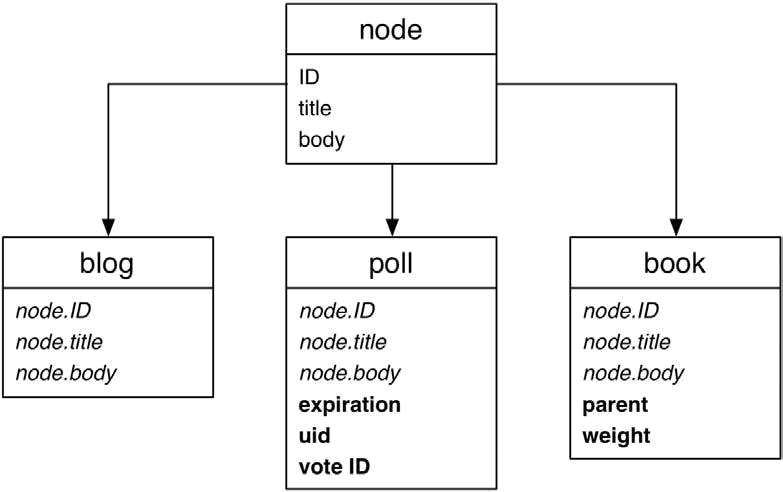 node
ID
title
body
blog
node.ID
node.title
node.body
poll
node.ID
node.title
node.body
expiration
uid
vote ID
book
node.ID
node.title
node.body
parent
weight